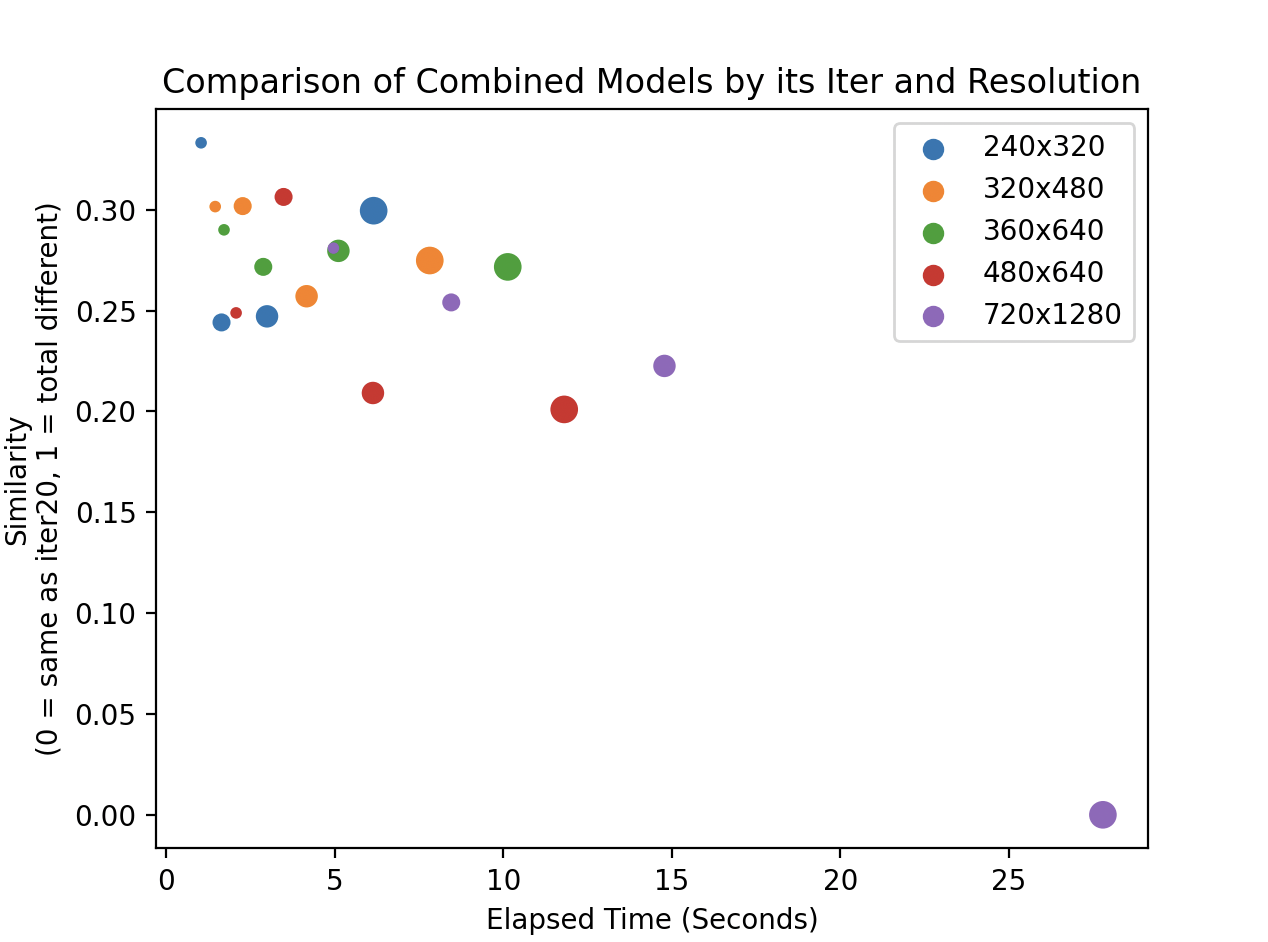 Comparison of Combined Models by its Iter and Resolution
Similarity
(0 = same as iter20, 1 = total different)
0.30
0.25
0.20
0.15
0.10
0.05
0.00
240x320
320x480
360x640
480x640
720x1280
0 5 10 15 20 25
Elapsed Time (Seconds)